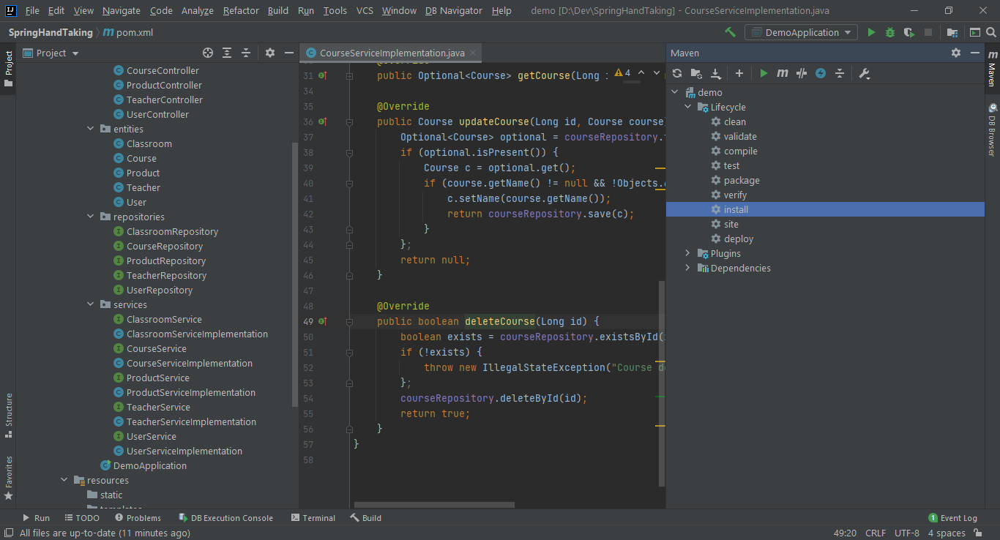 File Edit View Navigate Code Analyze Refactor Build Run Tools VCS Window DB Navigator Help demo [D:\Dev\SpringHandTaking] - CourseServiceImplementation.java
SpringHandTaking m pom.xml DemoApplication
Project
CourseController
ProductController
TeacherController
UserController
entities
Classroom
Course
Product
Teacher
User
repositories
ClassroomRepository
CourseRepository
ProductRepository
TeacherRepository
UserRepository
services
ClassroomService
ClassroomServiceImplementation
CourseService
CourseServiceImplementation
ProductService
ProductServiceImplementation
TeacherService
TeacherServiceImplementation
UserService
UserServiceImplementation
DemoApplication
resources
static
templates
Project
Structure
Favorites
CourseServiceImplementation.java
@Override
31 public Optional<Course> getCourse(Long 4
34
35 @Override
36 public Course updateCourse(Long id, Course course)
37 Optional<Course> optional = courseRepository.
38 if (optional.isPresent()) {
39 Course c = optional.get();
40 if (course.getName() != null && !Objects.
41 c.setName(course.getName());
42 return courseRepository.save(c);
43 }
44 };
45 return null;
46 }
47
48 @Override
49 public boolean deleteCourse(Long id) {
50 boolean exists = courseRepository.existsById(
51 if (!exists) {
52 throw new IllegalStateException("Course d
53 };
54 courseRepository.deleteById(id);
55 return true;
56 }
57 }
58
Maven
demo
Lifecycle
clean
validate
compile
test
package
verify
install
site
deploy
Plugins
Dependencies
Maven
DB Browser
Run TODO Problems DB Execution Console Terminal Build 1 Event Log
All files are up-to-date (11 minutes ago) 49:20 CRLF UTF-8 4 spaces